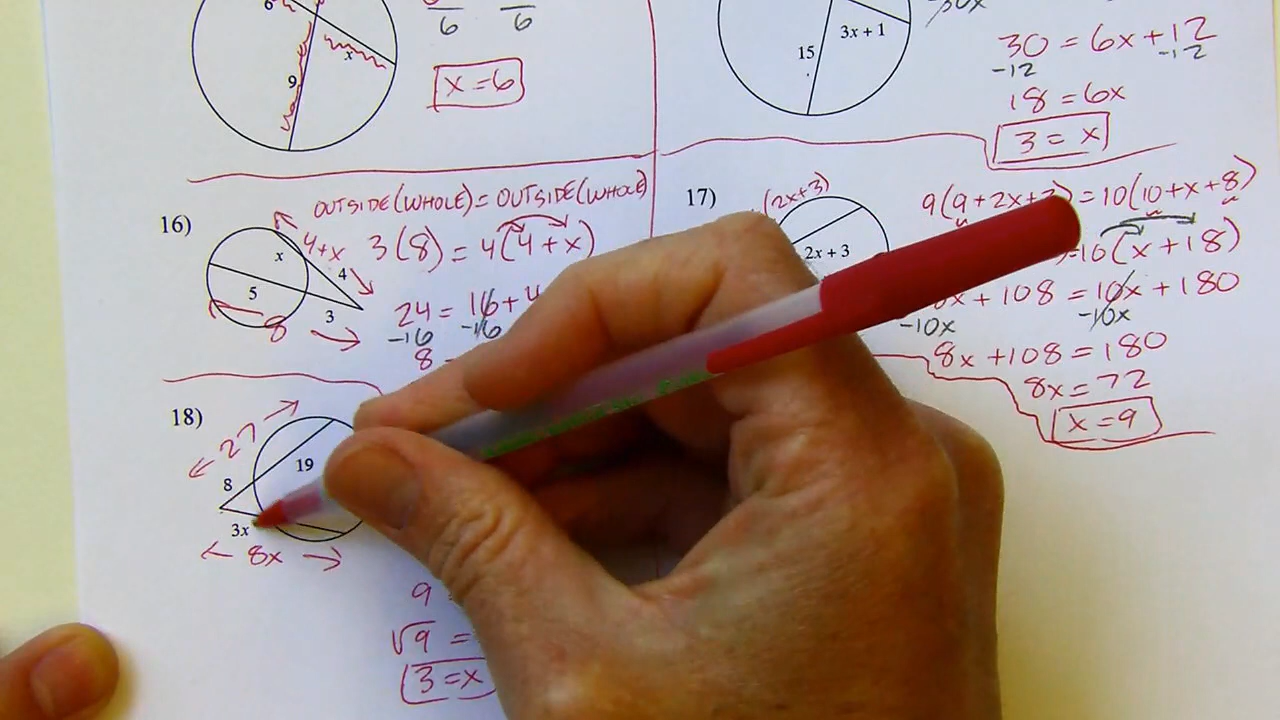 6
x
9
6
6
x = 6
15
3x + 1
30x
30 = 6x + 12
-12 -12
18 = 6x
3 = x
16)
OUTSIDE(WHOLE) = OUTSIDE(WHOLE)
4+x
3(8) = 4(4+x)
x
4
5
3
8
24 = 16 + 4
-16 -16
8
17)
(2x+3)
2x + 3
9(9+2x+3) = 10(10+x+8)
10(x+18)
x + 108 = 10x + 180
-10x -10x
8x + 108 = 180
8x = 72
x = 9
18)
27
19
8
3x
8x
9
√9 =
3 = x